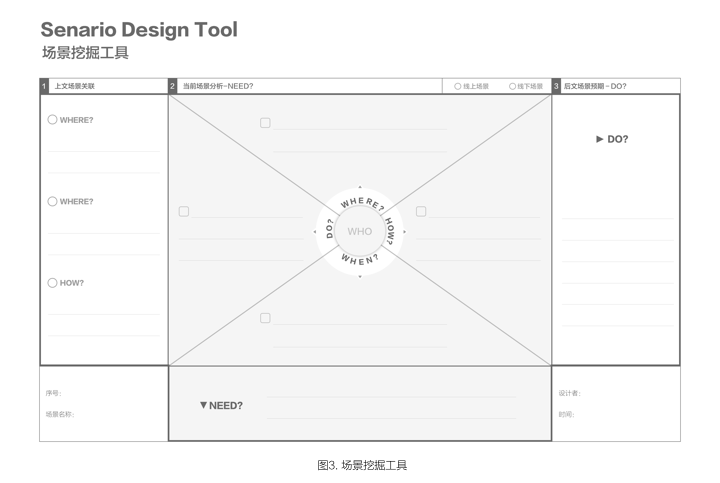 Senario Design Tool
场景挖掘工具
1 上文场景关联
2 当前场景分析-NEED?
线上场景
线下场景
3 后文场景预期 - DO?
WHERE?
WHERE?
HOW?
WHERE?
DO?
WHO
HOW?
WHEN?
▶ DO?
序号:
场景名称:
▼NEED?
设计者:
时间:
图3. 场景挖掘工具